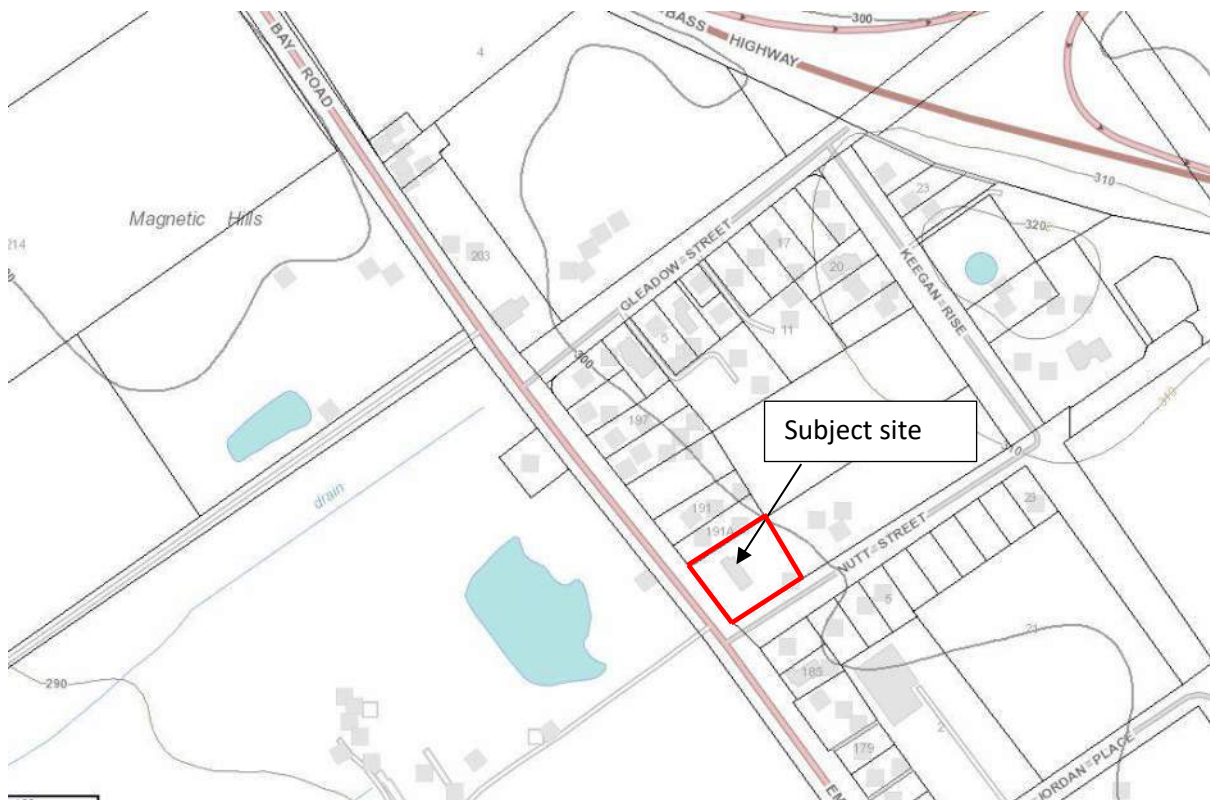 300
BASS HIGHWAY
BAY ROAD
4
310
23
Magnetic Hills
320
214
17
203
GLEADOW STREET
20
KEEGAN RISE
11
5
300
310
197
Subject site
310
drain
191
23
191A
NUTT STREET
5
21
290
185
2
179
JORDAN PLACE
EM